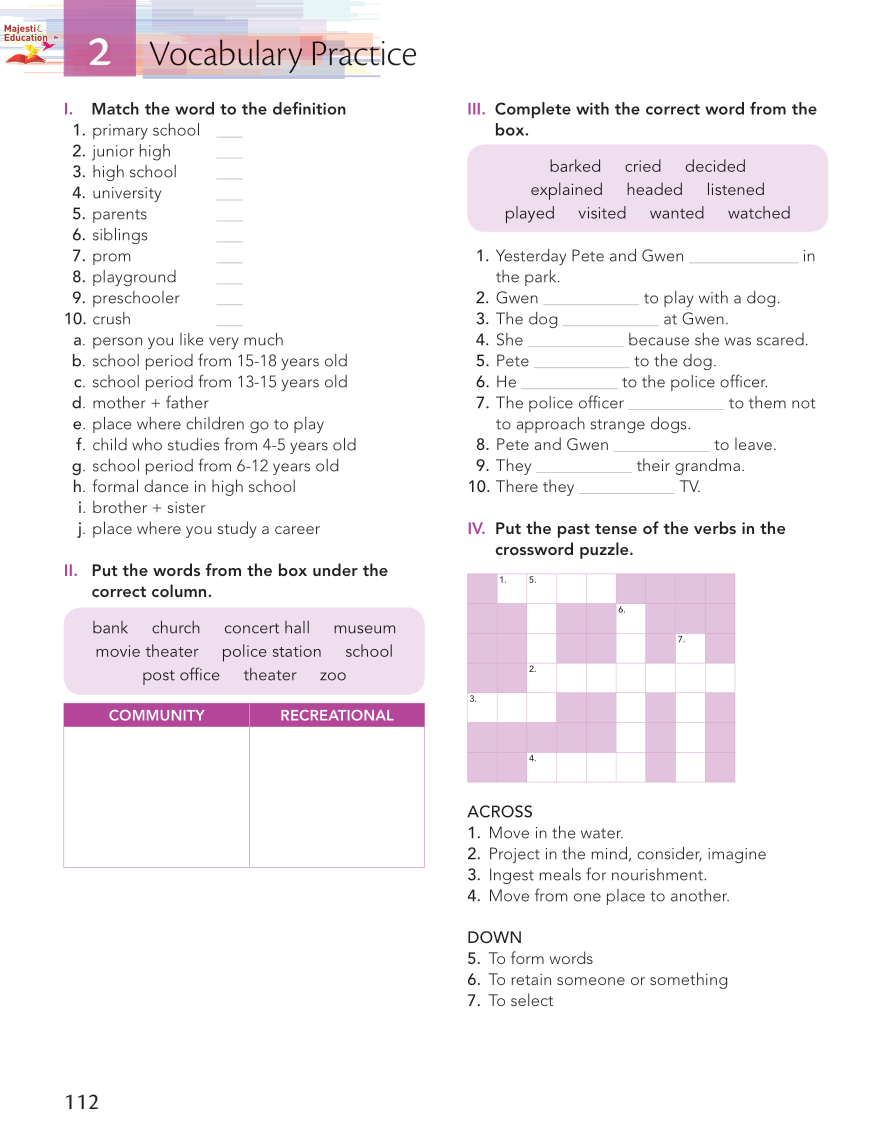 Majestic
Education
2 Vocabulary Practice
I. Match the word to the definition
1. primary school ___
2. junior high ___
3. high school ___
4. university ___
5. parents ___
6. siblings ___
7. prom ___
8. playground ___
9. preschooler ___
10. crush ___
a. person you like very much
b. school period from 15-18 years old
c. school period from 13-15 years old
d. mother + father
e. place where children go to play
f. child who studies from 4-5 years old
g. school period from 6-12 years old
h. formal dance in high school
i. brother + sister
j. place where you study a career
II. Put the words from the box under the
correct column.
bank church concert hall museum
movie theater police station school
post office theater zoo
COMMUNITY RECREATIONAL
III. Complete with the correct word from the
box.
barked cried decided
explained headed listened
played visited wanted watched
1. Yesterday Pete and Gwen ____________ in
the park.
2. Gwen ___________ to play with a dog.
3. The dog ___________ at Gwen.
4. She ___________ because she was scared.
5. Pete ___________ to the dog.
6. He ___________ to the police officer.
7. The police officer ___________ to them not
to approach strange dogs.
8. Pete and Gwen ___________ to leave.
9. They ___________ their grandma.
10. There they ___________ TV.
IV. Put the past tense of the verbs in the
crossword puzzle.
1. 5.
6.
7.
2.
3.
4.
ACROSS
1. Move in the water.
2. Project in the mind, consider, imagine
3. Ingest meals for nourishment.
4. Move from one place to another.
DOWN
5. To form words
6. To retain someone or something
7. To select
112